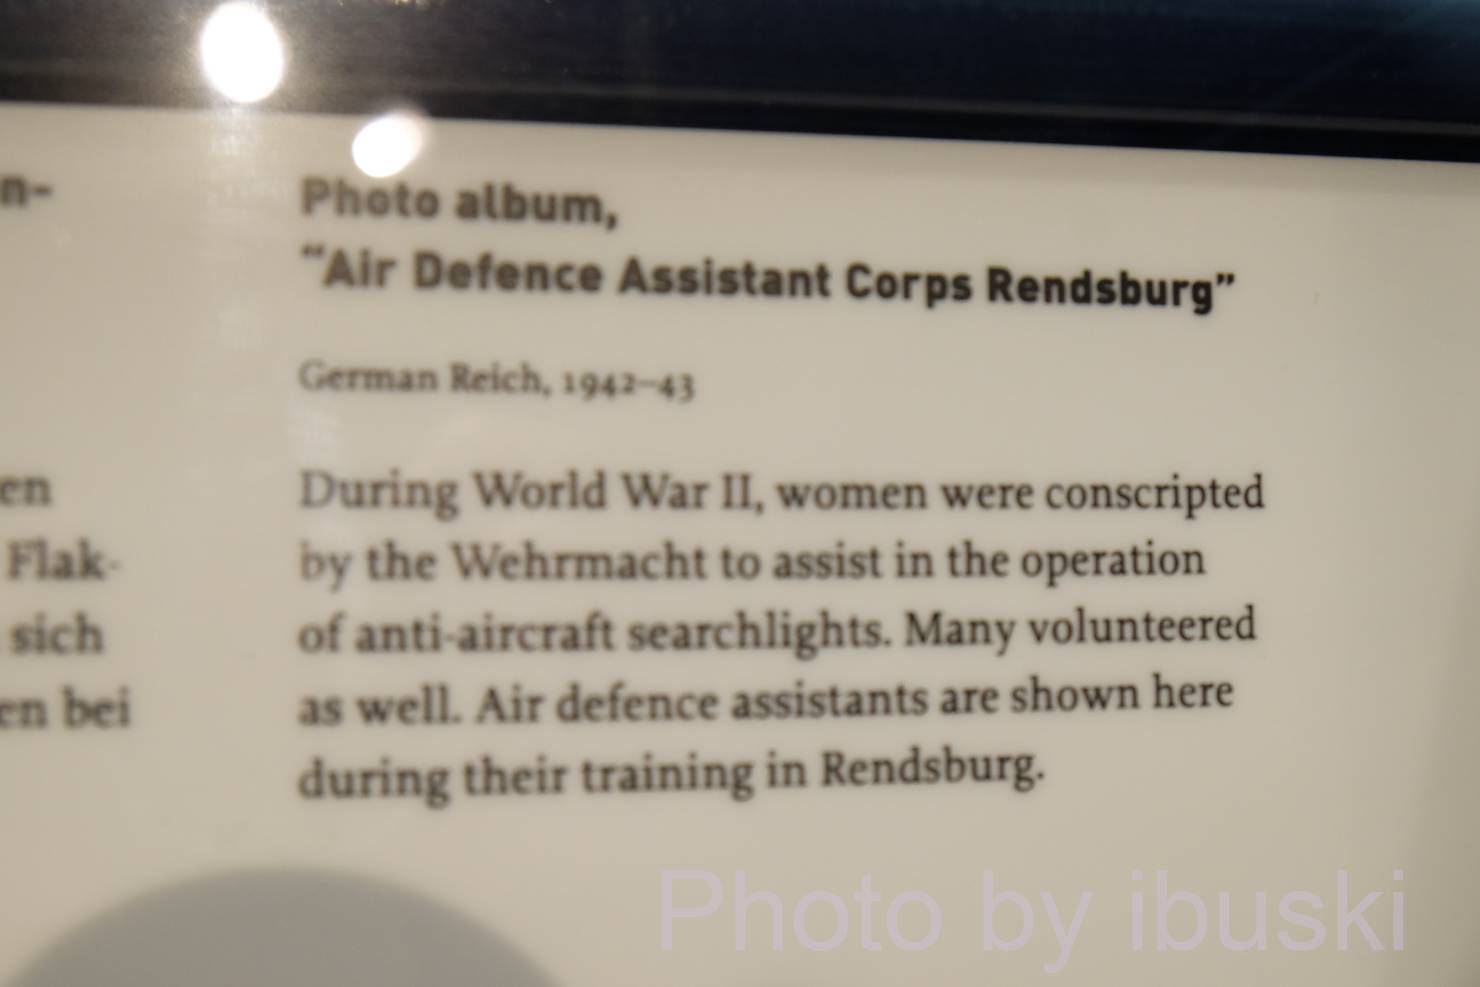 n-
en
Flak-
sich
en bei
Photo album,
“Air Defence Assistant Corps Rendsburg”
German Reich, 1942–43
During World War II, women were conscripted
by the Wehrmacht to assist in the operation
of anti-aircraft searchlights. Many volunteered
as well. Air defence assistants are shown here
during their training in Rendsburg.
Photo by ibuski